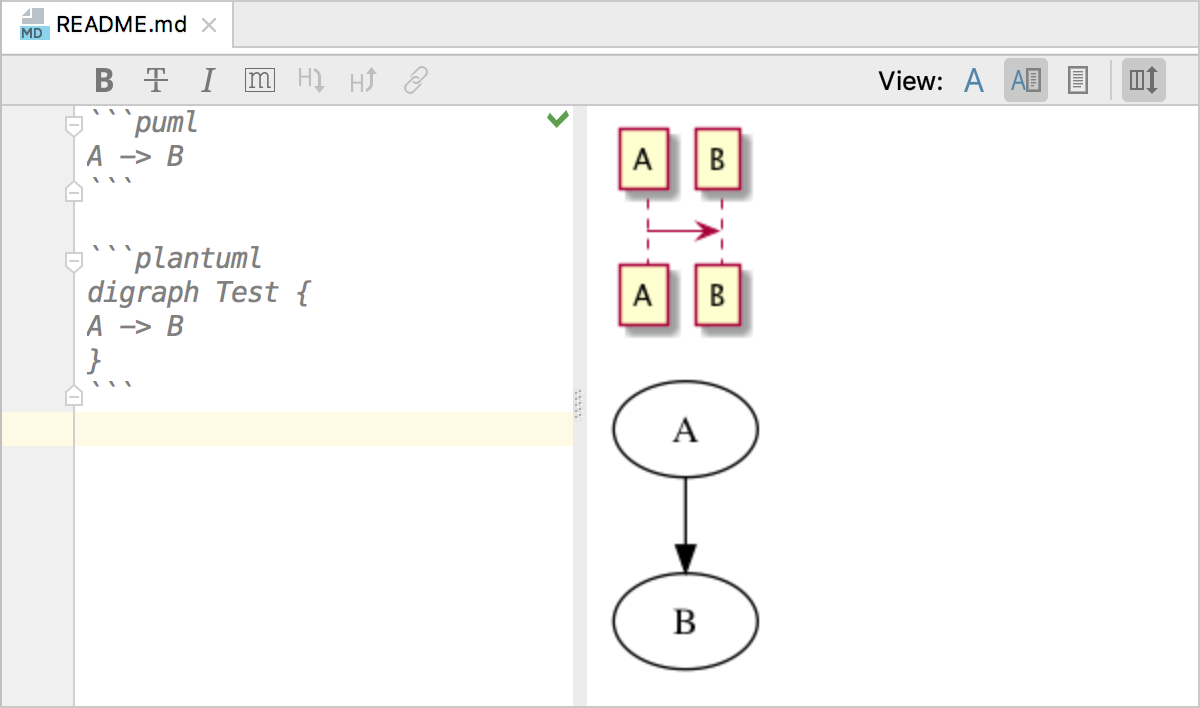 MD README.md
B T I m H H View: A A
```puml
A -> B
```
```plantuml
digraph Test {
A -> B
}
```
A B
A B
A
B